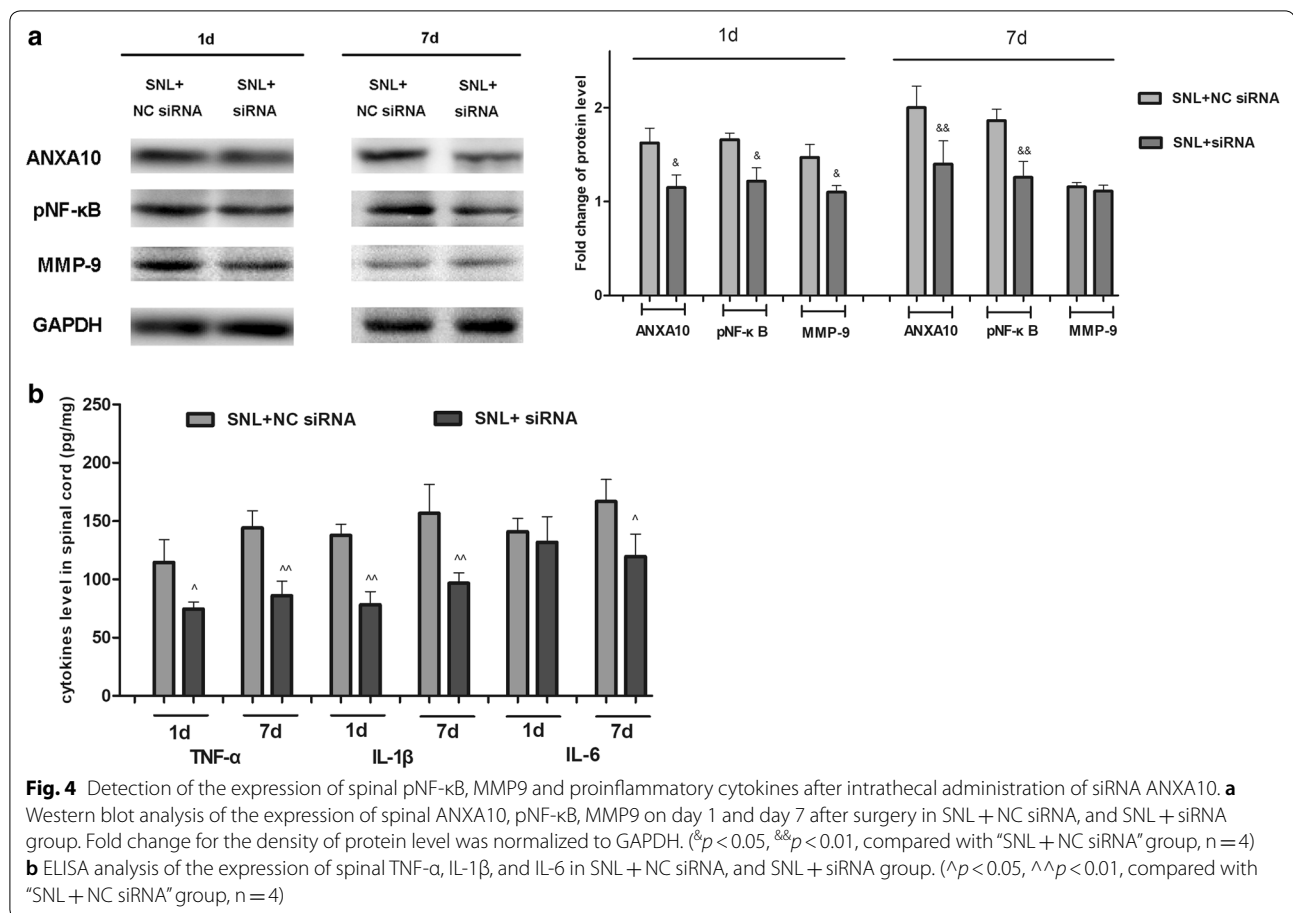 a
1d
7d
SNL+
NC siRNA
SNL+
siRNA
SNL+
NC siRNA
SNL+
siRNA
ANXA10
pNF-κB
MMP-9
GAPDH
1d
7d
Fold change of protein level
2
1
0
&
&
&
&&
&&
ANXA10
pNF-κ B
MMP-9
ANXA10
pNF-κ B
MMP-9
SNL+NC siRNA
SNL+siRNA
b
cytokines level in spinal cord (pg/mg)
250
200
150
100
50
0
SNL+NC siRNA
SNL+ siRNA
^
^^
^^
^^
^
1d
7d
1d
7d
1d
7d
TNF-α
IL-1β
IL-6
Fig. 4 Detection of the expression of spinal pNF-κB, MMP9 and proinflammatory cytokines after intrathecal administration of siRNA ANXA10. a
Western blot analysis of the expression of spinal ANXA10, pNF-κB, MMP9 on day 1 and day 7 after surgery in SNL + NC siRNA, and SNL + siRNA
group. Fold change for the density of protein level was normalized to GAPDH. (&p < 0.05, &&p < 0.01, compared with "SNL + NC siRNA" group, n = 4)
b ELISA analysis of the expression of spinal TNF-α, IL-1β, and IL-6 in SNL + NC siRNA, and SNL + siRNA group. (^p < 0.05, ^^p < 0.01, compared with
"SNL + NC siRNA" group, n = 4)